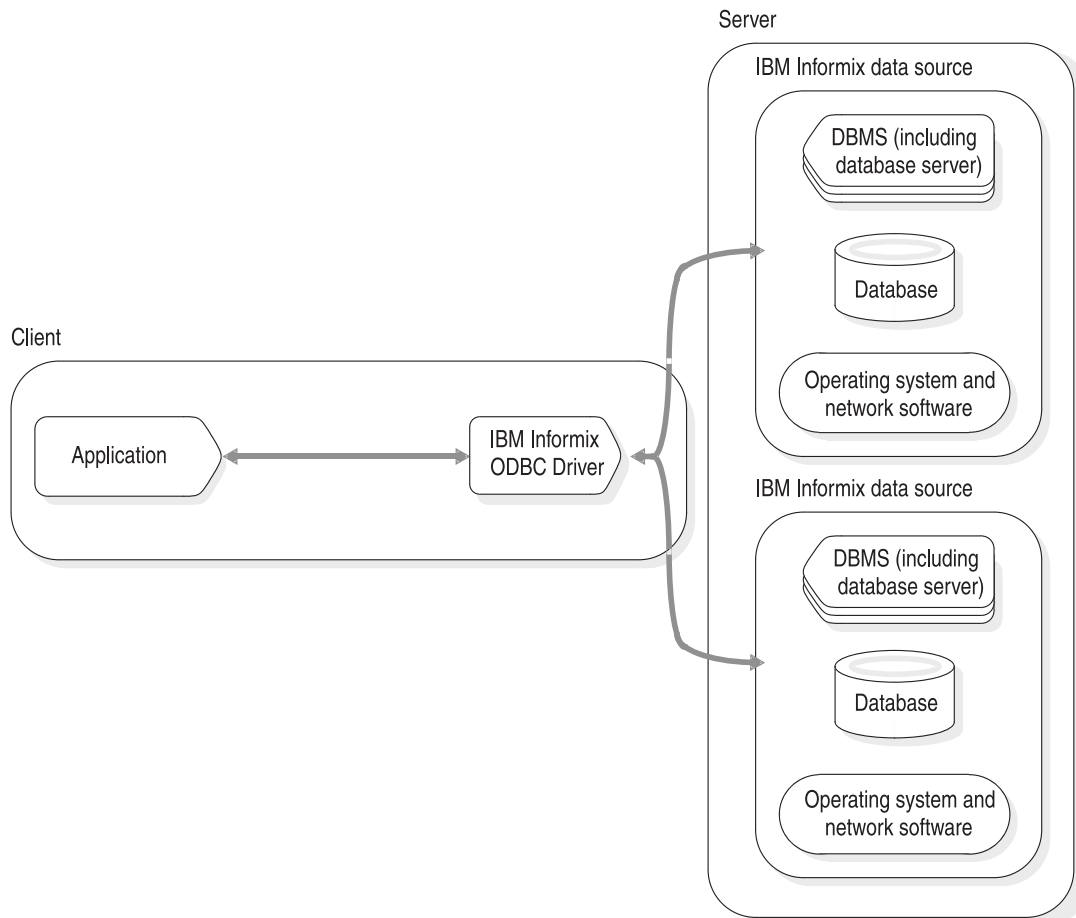 Server
IBM Informix data source
DBMS (including
database server)
Database
Operating system and
network software
Client
Application
IBM Informix
ODBC Driver
IBM Informix data source
DBMS (including
database server)
Database
Operating system and
network software